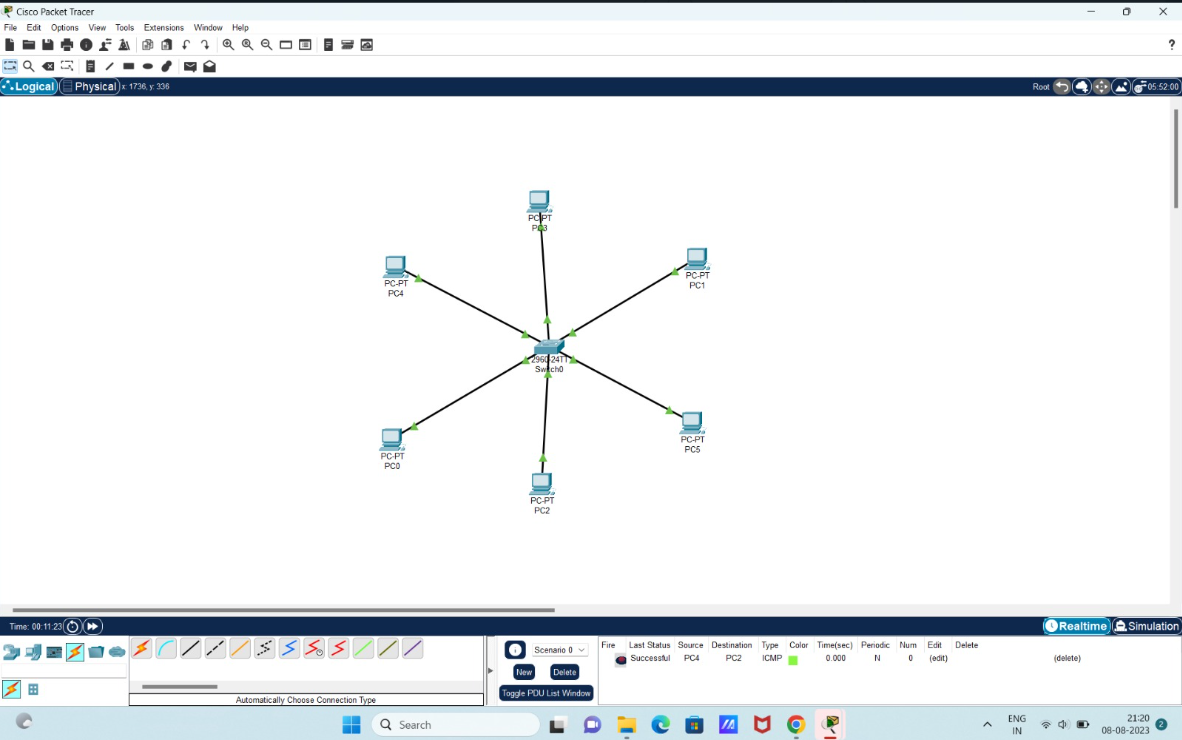 Cisco Packet Tracer
File Edit Options View Tools Extensions Window Help
Logical Physical x: 1736, y: 336 Root 05:52:00
PC-PT
PC3
PC-PT
PC4
PC-PT
PC1
2960-24TT
Switch0
PC-PT
PC5
PC-PT
PC0
PC-PT
PC2
Time: 00:11:23 Realtime Simulation
Scenario 0
New Delete
Toggle PDU List Window
Fire Last Status Source Destination Type Color Time(sec) Periodic Num Edit Delete
Successful PC4 PC2 ICMP 0.000 N 0 (edit) (delete)
Automatically Choose Connection Type
Search
ENG
IN
21:20
08-08-2023
2